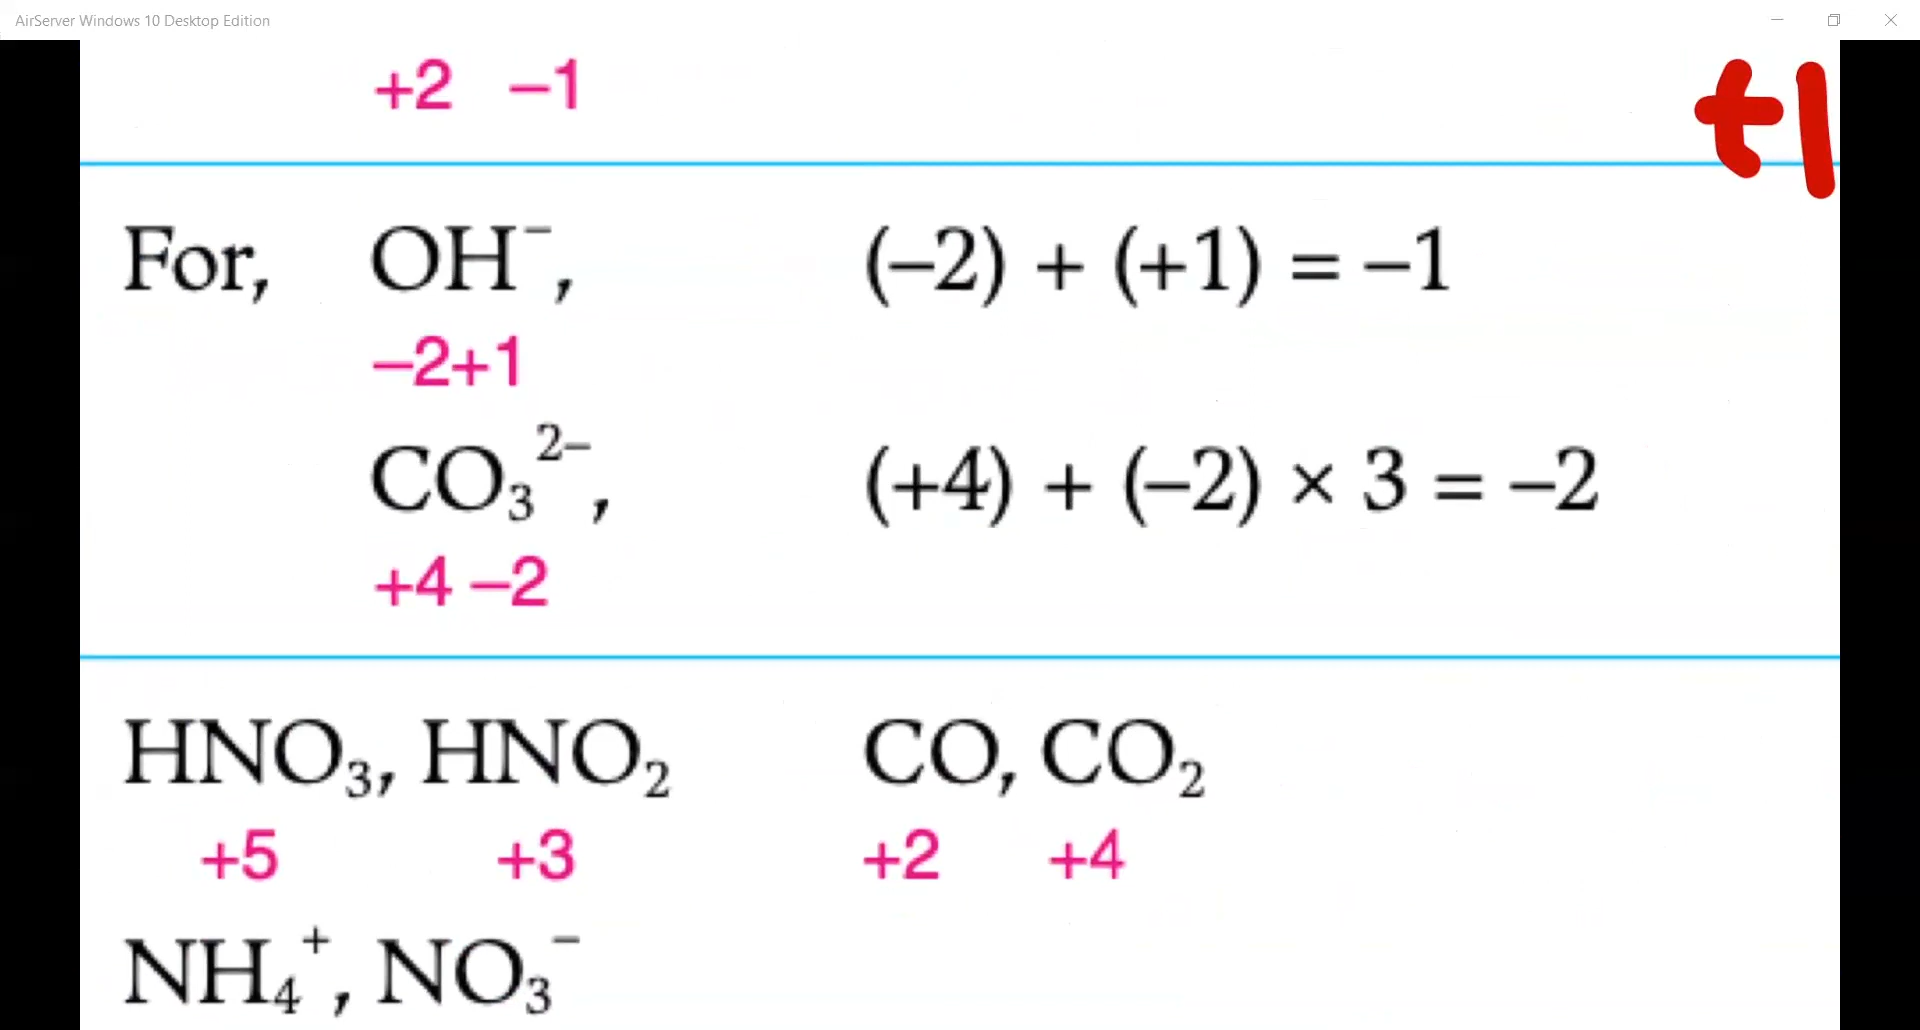 AirServer Windows 10 Desktop Edition
+2 −1
+1
For, OH⁻, (−2) + (+1) = −1
−2+1
CO₃²⁻, (+4) + (−2) × 3 = −2
+4 −2
HNO₃, HNO₂ CO, CO₂
+5 +3 +2 +4
NH₄⁺, NO₃⁻